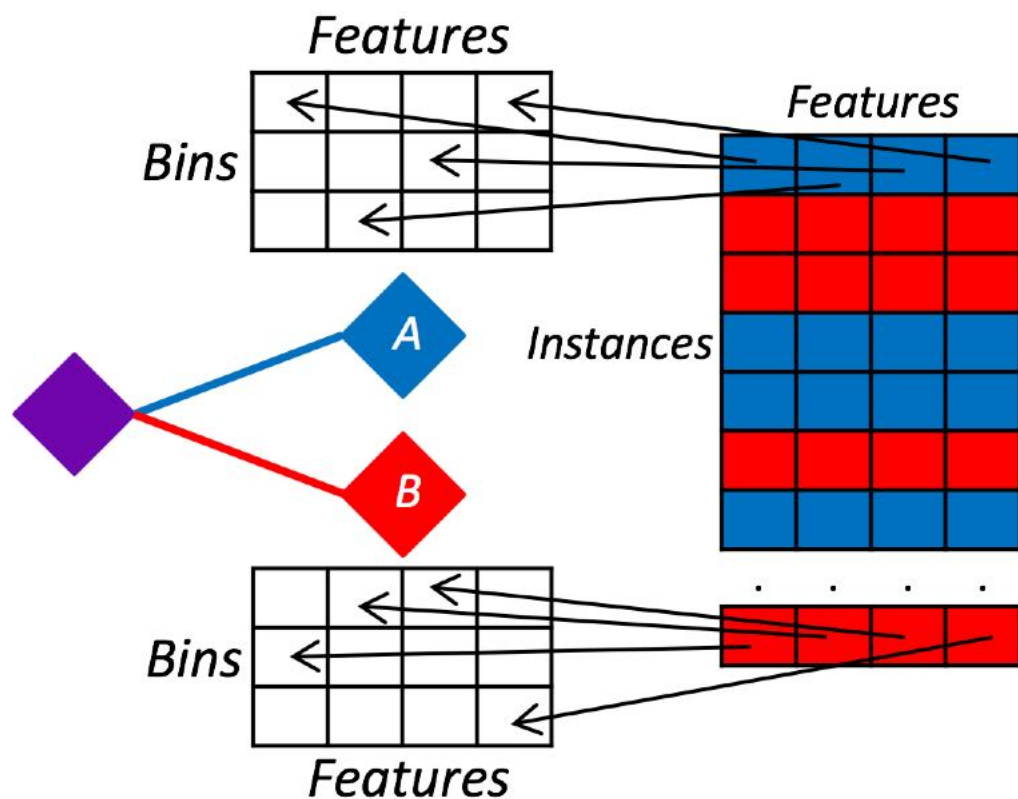 Features
Features
Bins
A
Instances
B
. . . .
Bins
Features